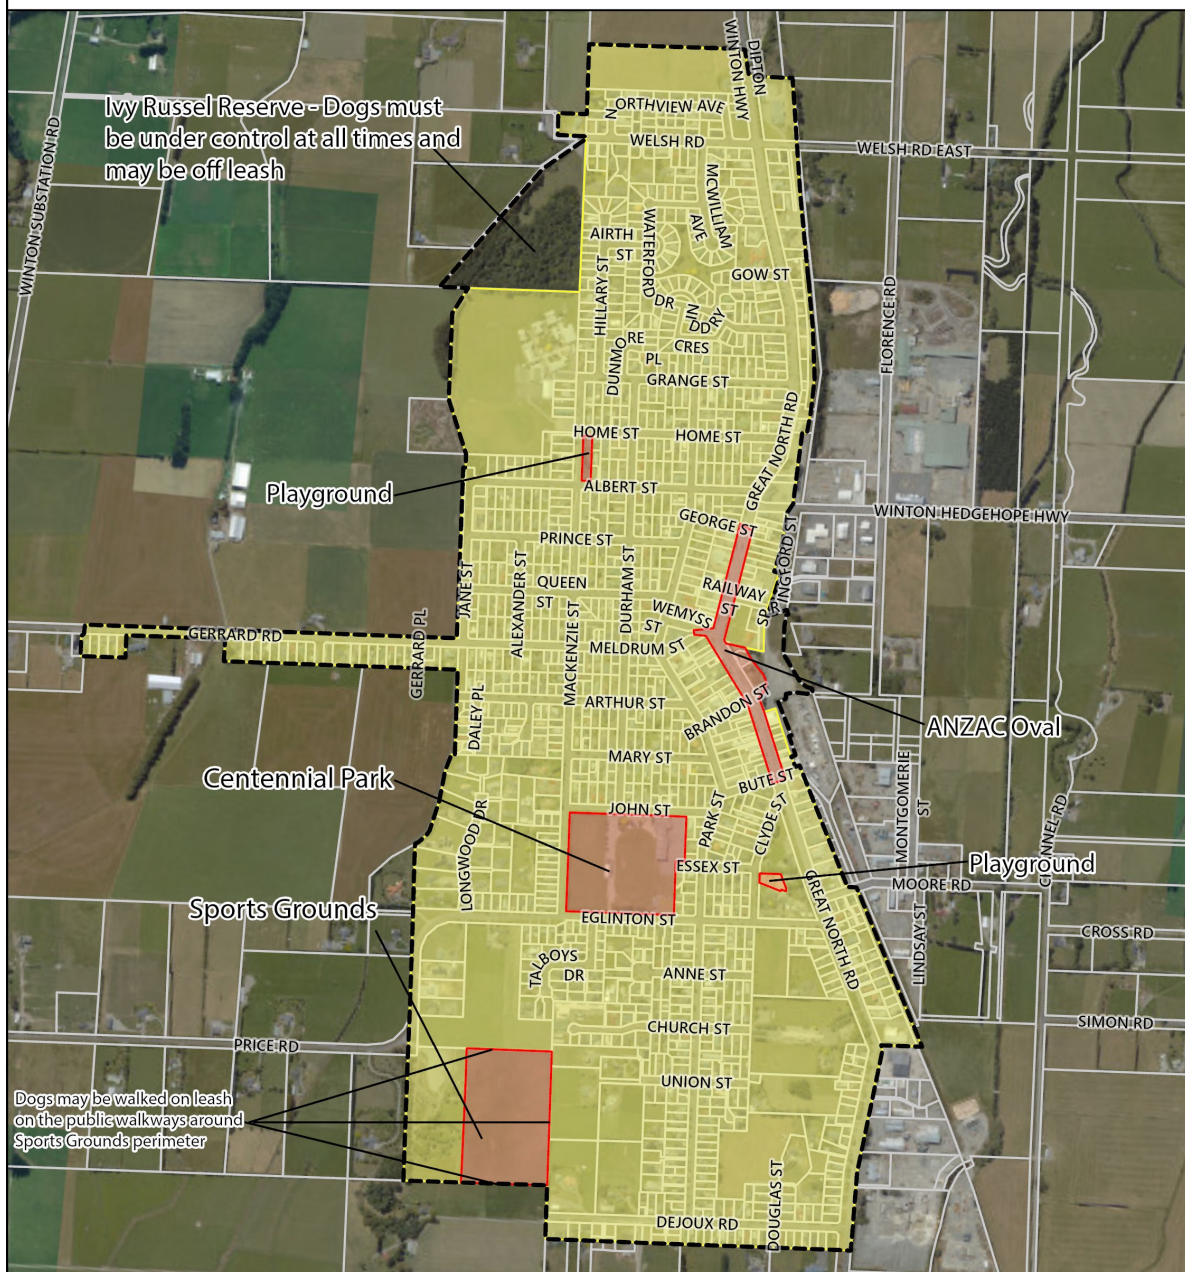 WINTON HWY
DIPTON
NORTHVIEW AVE
Ivy Russel Reserve - Dogs must
be under control at all times and
may be off leash
WELSH RD
WELSH RD EAST
WINTON SUBSTATION RD
MCWILLIAM
AVE
AIRTH
ST
WATERFORD
DR
GOW ST
HILLARY ST
INDDRY
CRES
DUNMORE
PL
FLORENCE RD
GRANGE ST
HOME ST
HOME ST
GREAT NORTH RD
Playground
ALBERT ST
GEORGE ST
WINTON HEDGEHOPE HWY
PRINCE ST
SPRINGFORD ST
JANE ST
ALEXANDER ST
QUEEN
ST
DURHAM ST
RAILWAY
ST
WEMYSS
ST
GERRARD RD
GERRARD PL
MACKENZIE ST
MELDRUM ST
DALEY PL
ARTHUR ST
BRANDON ST
ANZAC Oval
MARY ST
BUTE ST
Centennial Park
MONTGOMERIE
ST
CHANNEL RD
LONGWOOD DR
JOHN ST
PARK ST
CLYDE ST
ESSEX ST
Playground
MOORE RD
Sports Grounds
EGLINTON ST
GREAT NORTH RD
LINDSAY ST
CROSS RD
TALBOYS
DR
ANNE ST
CHURCH ST
SIMON RD
PRICE RD
UNION ST
Dogs may be walked on leash
on the public walkways around
Sports Grounds perimeter
DOUGLAS ST
DEJOUX RD